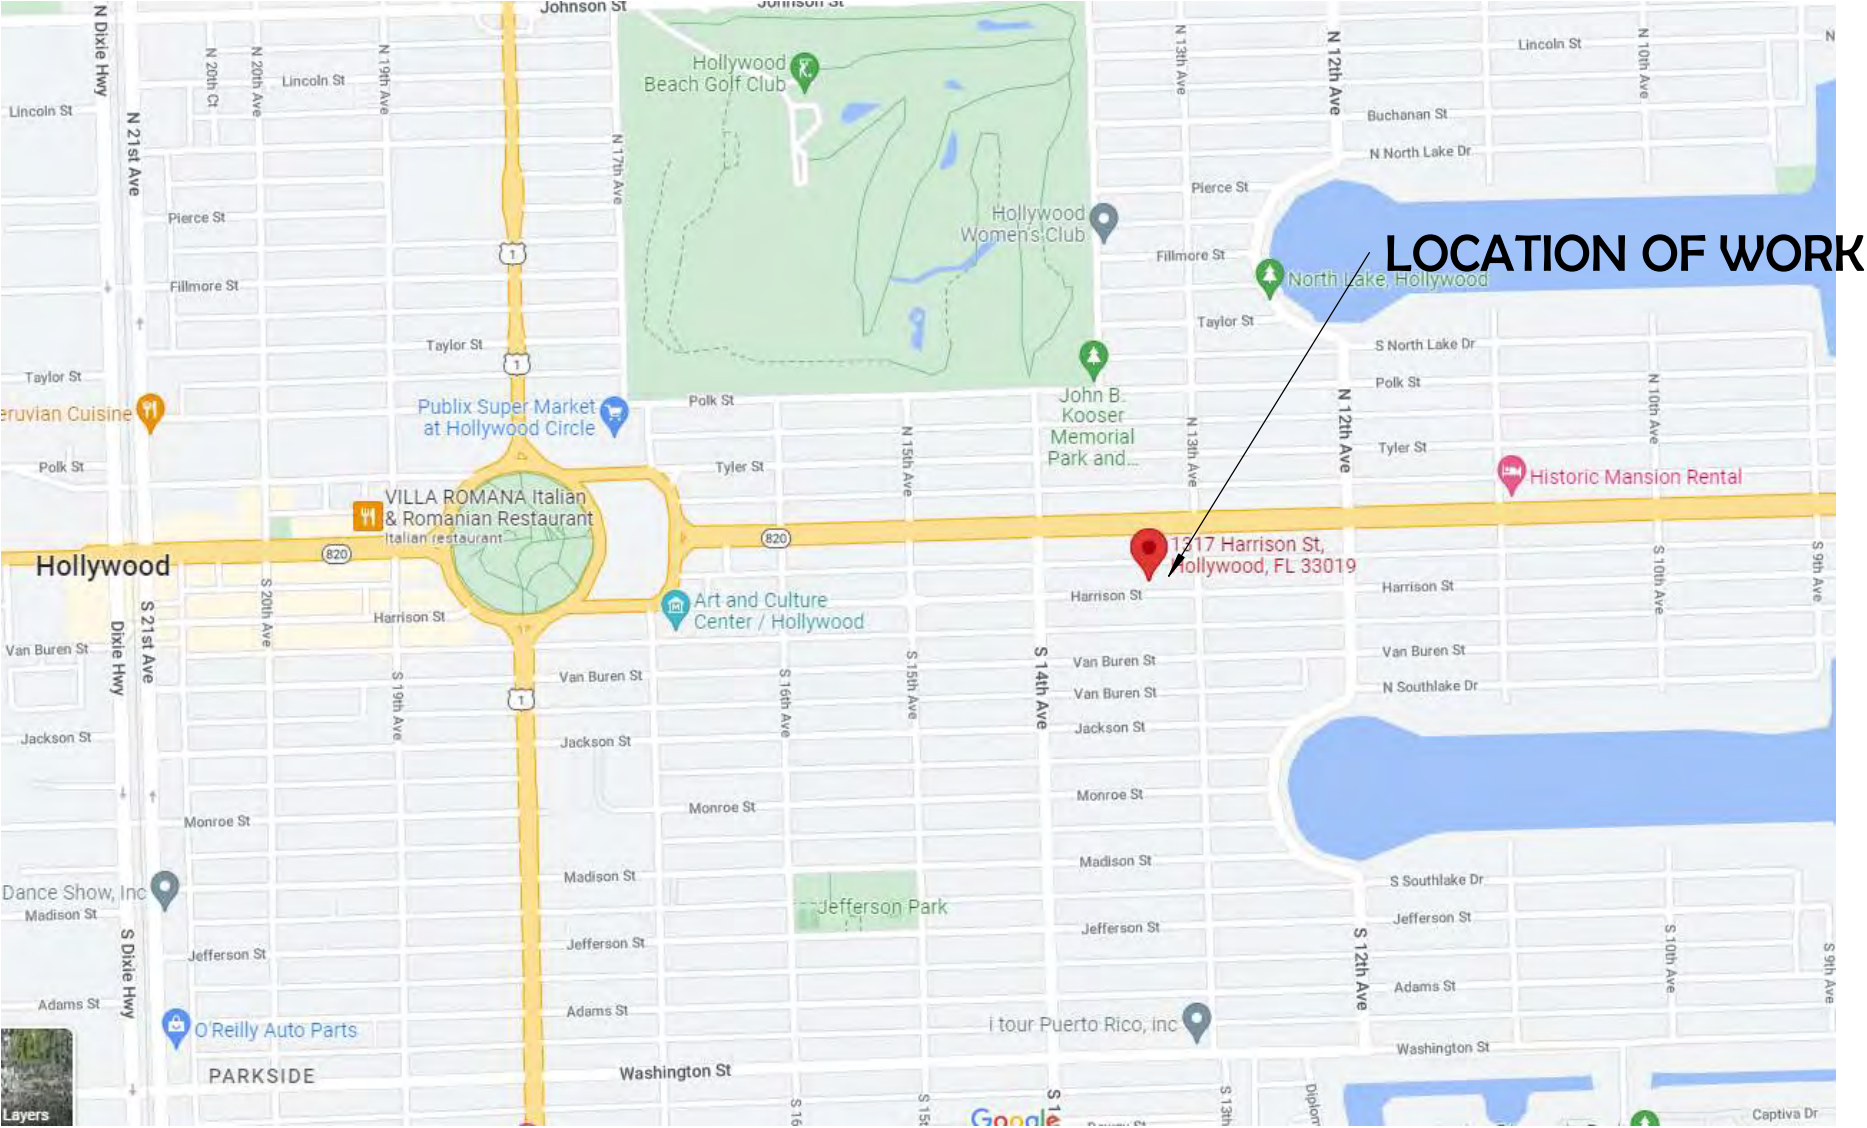 Johnson St
Johnson St
N Dixie Hwy
N 20th Ct
N 20th Ave
N 19th Ave
Lincoln St
Lincoln St
N 21st Ave
N 17th Ave
Hollywood
Beach Golf Club
N 13th Ave
N 12th Ave
Lincoln St
N 10th Ave
N
Buchanan St
N North Lake Dr
Pierce St
Pierce St
Hollywood
Women's Club
Fillmore St
Fillmore St
1
LOCATION OF WORK
North Lake, Hollywood
Taylor St
Taylor St
Taylor St
1
S North Lake Dr
Polk St
eruvian Cuisine
Publix Super Market
at Hollywood Circle
Polk St
John B.
Kooser
Memorial
Park and...
N 15th Ave
N 13th Ave
N 12th Ave
N 10th Ave
Tyler St
Polk St
Tyler St
Historic Mansion Rental
VILLA ROMANA Italian
& Romanian Restaurant
Italian restaurant
820
820
Hollywood
1317 Harrison St,
Hollywood, FL 33019
Harrison St
Harrison St
Harrison St
S 10th Ave
S 9th Ave
S 20th Ave
S 21st Ave
Dixie Hwy
Art and Culture
Center / Hollywood
Van Buren St
Van Buren St
Van Buren St
Van Buren St
Van Buren St
N Southlake Dr
S 19th Ave
1
S 16th Ave
S 15th Ave
S 14th Ave
Jackson St
Jackson St
Jackson St
Monroe St
Monroe St
Monroe St
Madison St
Madison St
Madison St
Dance Show, Inc
Jefferson Park
S Southlake Dr
Jefferson St
Jefferson St
Jefferson St
Jefferson St
S Dixie Hwy
S 12th Ave
S 10th Ave
S 9th Ave
Adams St
Adams St
Adams St
O'Reilly Auto Parts
i tour Puerto Rico, inc
Washington St
Washington St
PARKSIDE
Layers
S 16
S 15t
Google
S 1
S 13th
Diplom
Captiva Dr